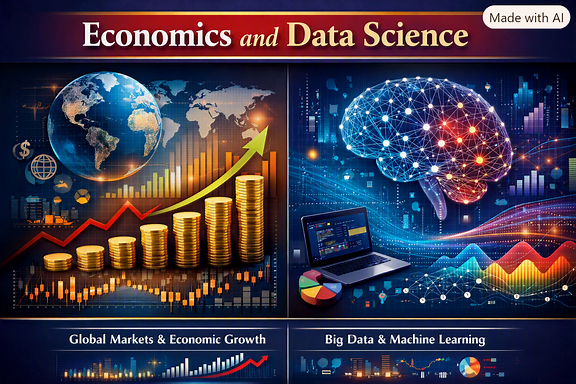 Made with AI
Economics and Data Science
$
Global Markets & Economic Growth
Big Data & Machine Learning